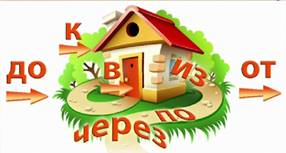 к
до в из от
через по